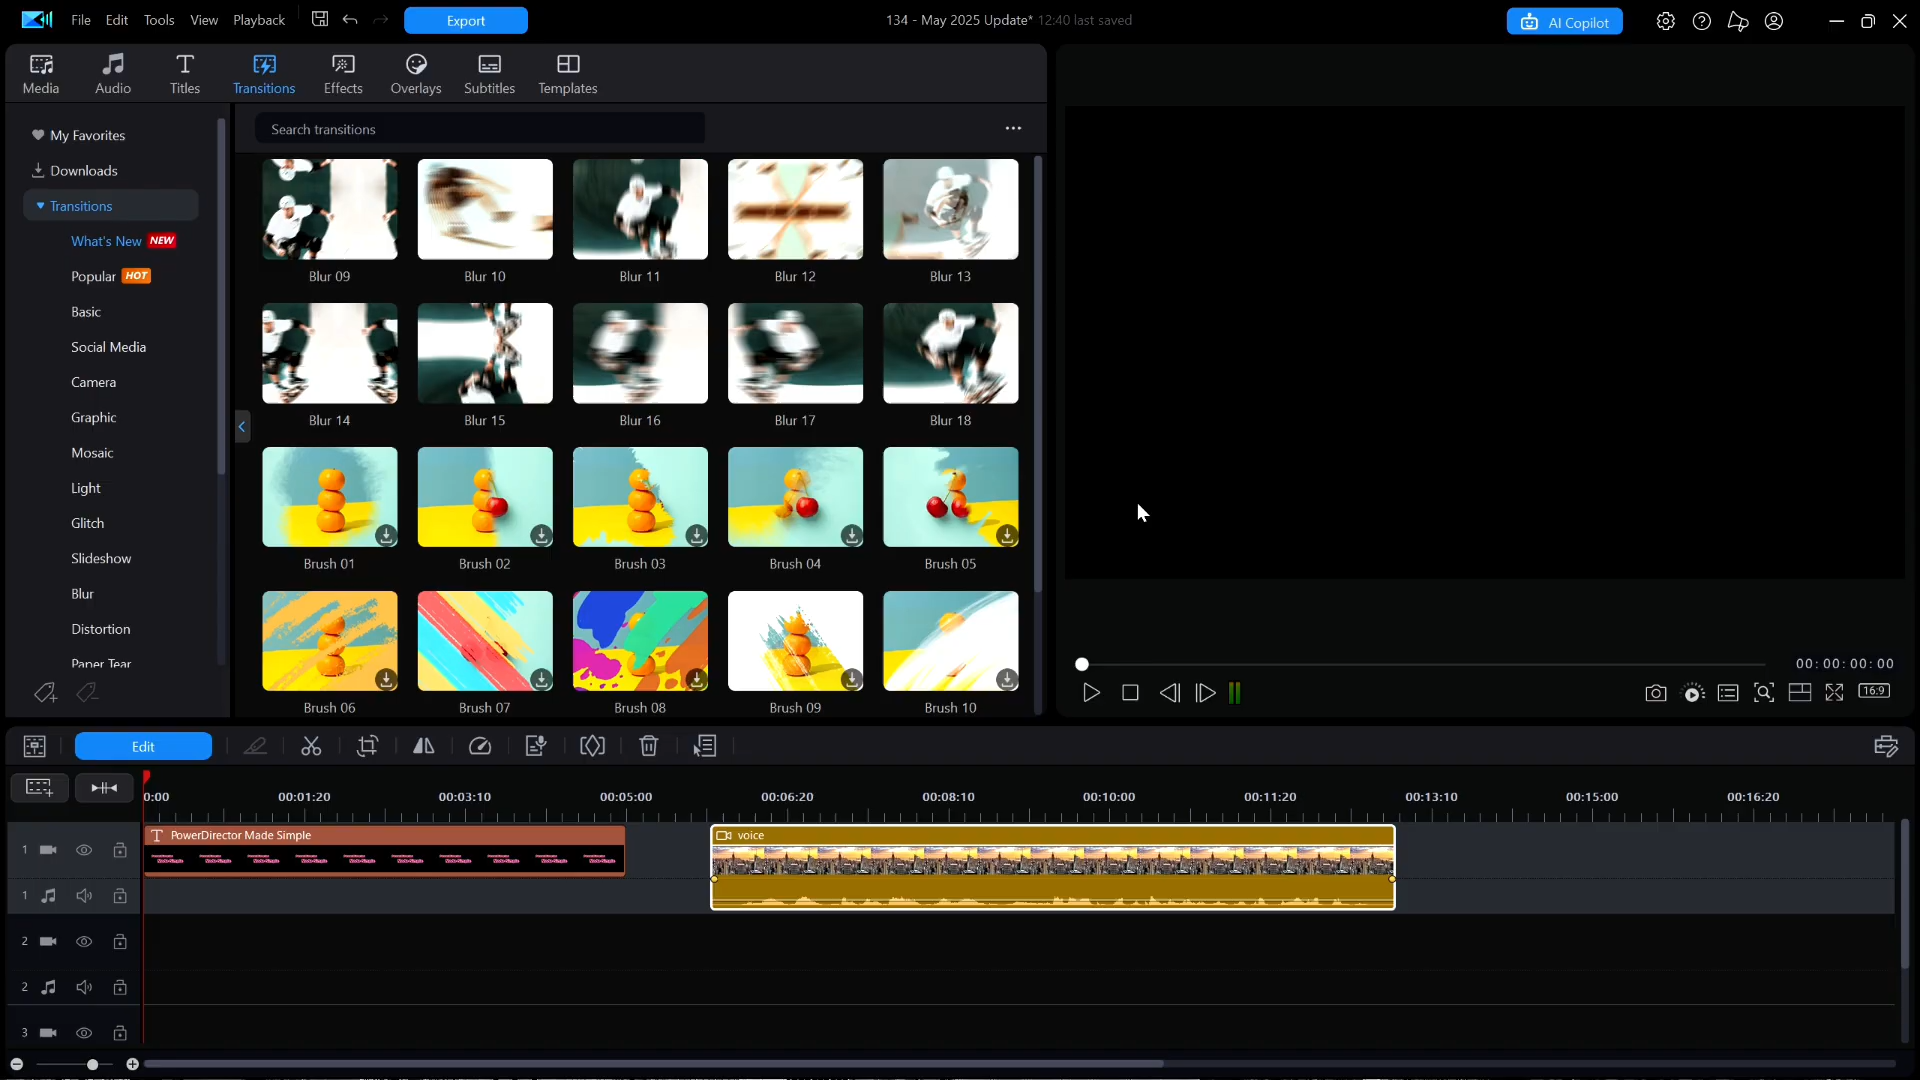 File Edit Tools View Playback
Export
134 - May 2025 Update* 12:40 last saved
AI Copilot
Media Audio Titles Transitions Effects Overlays Subtitles Templates
My Favorites
Downloads
Transitions
What's New NEW
Popular HOT
Basic
Social Media
Camera
Graphic
Mosaic
Light
Glitch
Slideshow
Blur
Distortion
Paper Tear
Search transitions
Blur 09 Blur 10 Blur 11 Blur 12 Blur 13
Blur 14 Blur 15 Blur 16 Blur 17 Blur 18
Brush 01 Brush 02 Brush 03 Brush 04 Brush 05
Brush 06 Brush 07 Brush 08 Brush 09 Brush 10
00:00:00:00
16:9
Edit
0:00 00:01:20 00:03:10 00:05:00 00:06:20 00:08:10 00:10:00 00:11:20 00:13:10 00:15:00 00:16:20
1
T PowerDirector Made Simple
voice
1
2
2
3